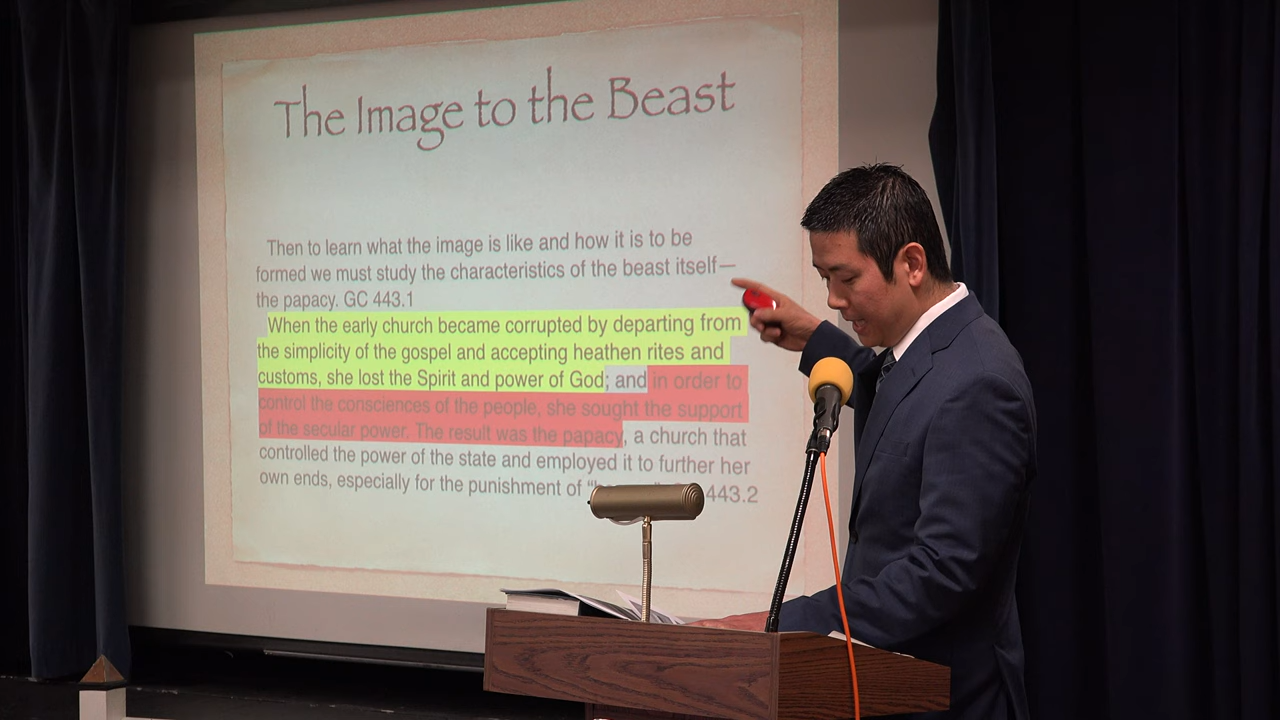 The Image to the Beast
Then to learn what the image is like and how it is to be
formed we must study the characteristics of the beast itself—
the papacy. GC 443.1
When the early church became corrupted by departing from
the simplicity of the gospel and accepting heathen rites and
customs, she lost the Spirit and power of God; and in order to
control the consciences of the people, she sought the support
of the secular power. The result was the papacy, a church that
controlled the power of the state and employed it to further her
own ends, especially for the punishment of 443.2